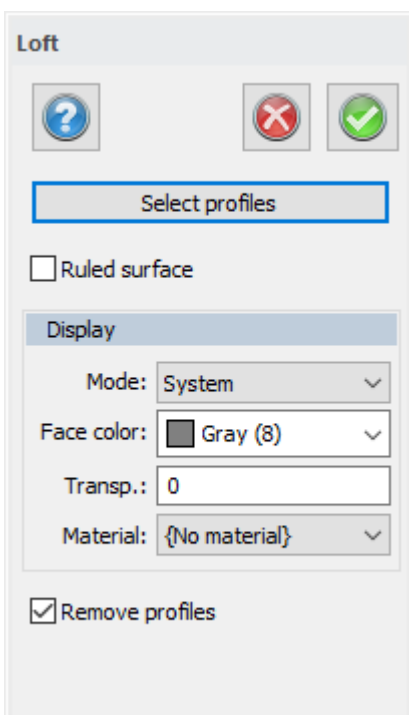 Loft
?
Select profiles
Ruled surface
Display
Mode: System
Face color: Gray (8)
Transp.: 0
Material: {No material}
Remove profiles